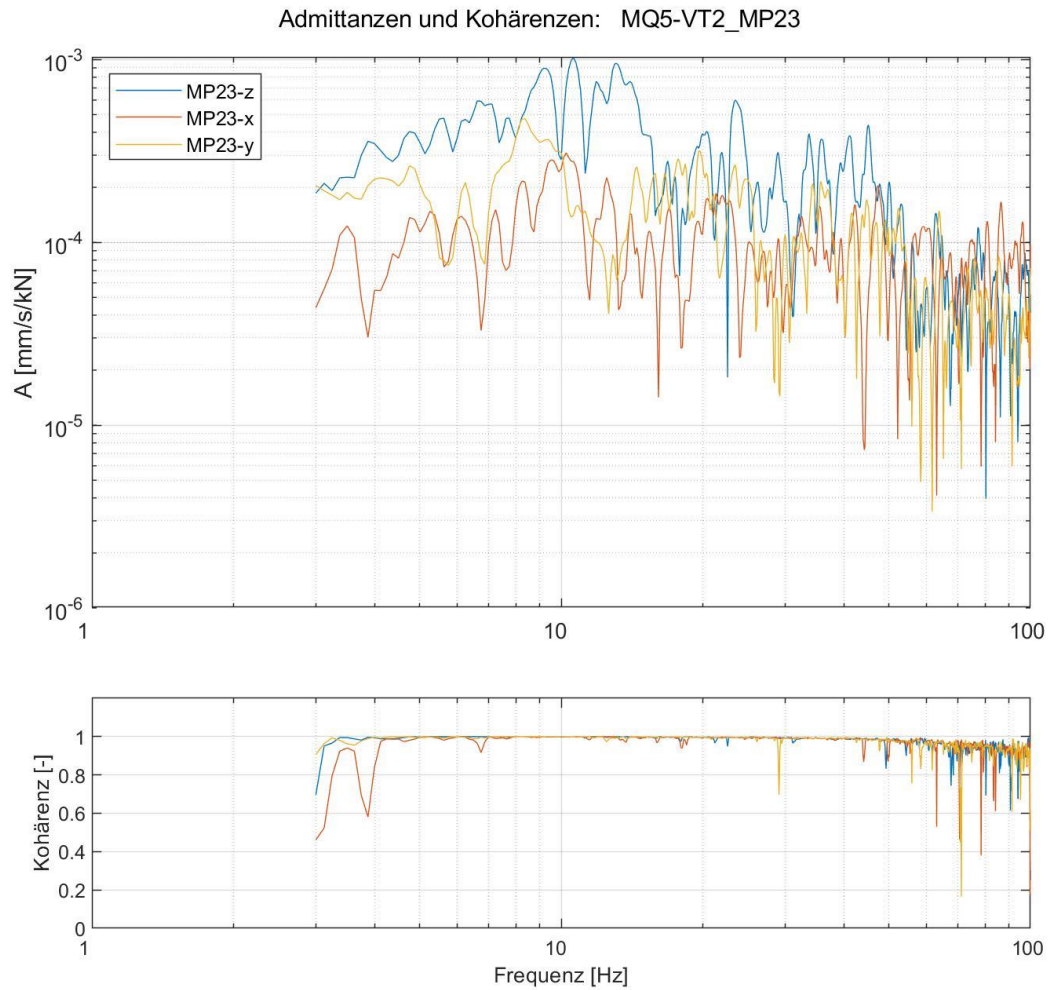 Admittanzen und Kohärenzen: MQ5-VT2_MP23
A [mm/s/kN]
10-3
10-4
10-5
10-6
MP23-z
MP23-x
MP23-y
1
10
100
Kohärenz [-]
1
0.8
0.6
0.4
0.2
0
1
10
100
Frequenz [Hz]